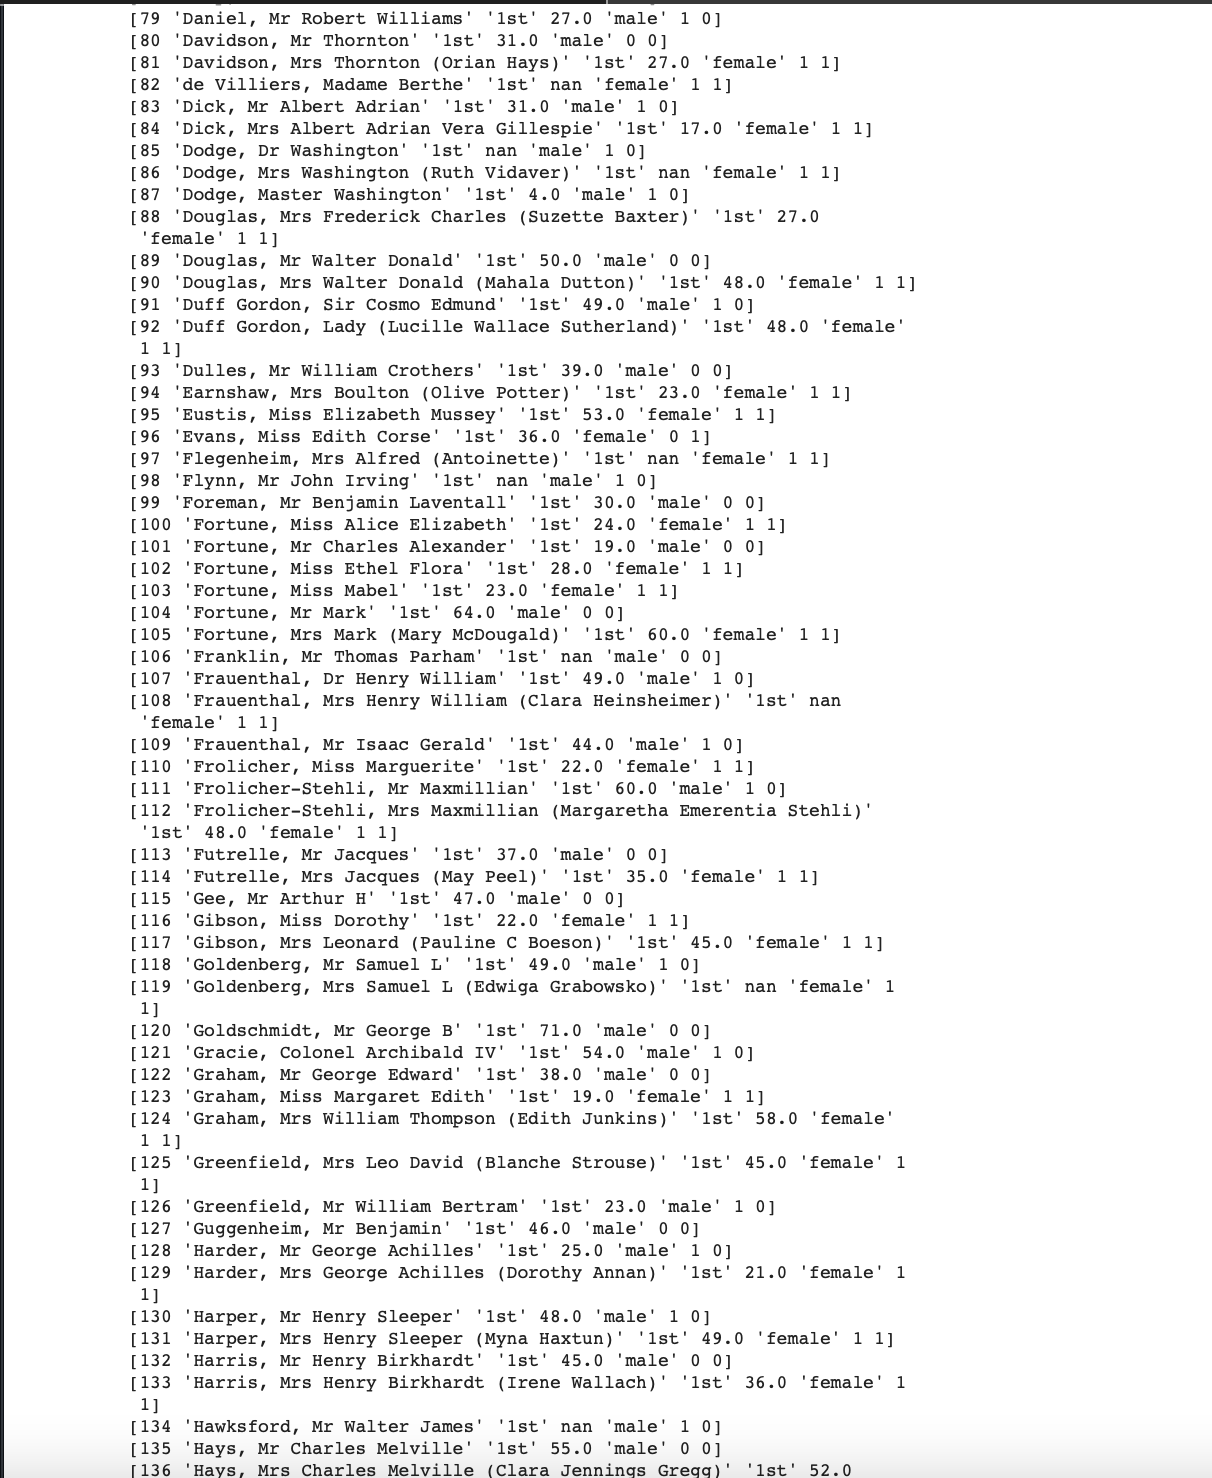 [79 'Daniel, Mr Robert Williams' '1st' 27.0 'male' 1 0]
[80 'Davidson, Mr Thornton' '1st' 31.0 'male' 0 0]
[81 'Davidson, Mrs Thornton (Orian Hays)' '1st' 27.0 'female' 1 1]
[82 'de Villiers, Madame Berthe' '1st' nan 'female' 1 1]
[83 'Dick, Mr Albert Adrian' '1st' 31.0 'male' 1 0]
[84 'Dick, Mrs Albert Adrian Vera Gillespie' '1st' 17.0 'female' 1 1]
[85 'Dodge, Dr Washington' '1st' nan 'male' 1 0]
[86 'Dodge, Mrs Washington (Ruth Vidaver)' '1st' nan 'female' 1 1]
[87 'Dodge, Master Washington' '1st' 4.0 'male' 1 0]
[88 'Douglas, Mrs Frederick Charles (Suzette Baxter)' '1st' 27.0
'female' 1 1]
[89 'Douglas, Mr Walter Donald' '1st' 50.0 'male' 0 0]
[90 'Douglas, Mrs Walter Donald (Mahala Dutton)' '1st' 48.0 'female' 1 1]
[91 'Duff Gordon, Sir Cosmo Edmund' '1st' 49.0 'male' 1 0]
[92 'Duff Gordon, Lady (Lucille Wallace Sutherland)' '1st' 48.0 'female'
1 1]
[93 'Dulles, Mr William Crothers' '1st' 39.0 'male' 0 0]
[94 'Earnshaw, Mrs Boulton (Olive Potter)' '1st' 23.0 'female' 1 1]
[95 'Eustis, Miss Elizabeth Mussey' '1st' 53.0 'female' 1 1]
[96 'Evans, Miss Edith Corse' '1st' 36.0 'female' 0 1]
[97 'Flegenheim, Mrs Alfred (Antoinette)' '1st' nan 'female' 1 1]
[98 'Flynn, Mr John Irving' '1st' nan 'male' 1 0]
[99 'Foreman, Mr Benjamin Laventall' '1st' 30.0 'male' 0 0]
[100 'Fortune, Miss Alice Elizabeth' '1st' 24.0 'female' 1 1]
[101 'Fortune, Mr Charles Alexander' '1st' 19.0 'male' 0 0]
[102 'Fortune, Miss Ethel Flora' '1st' 28.0 'female' 1 1]
[103 'Fortune, Miss Mabel' '1st' 23.0 'female' 1 1]
[104 'Fortune, Mr Mark' '1st' 64.0 'male' 0 0]
[105 'Fortune, Mrs Mark (Mary McDougald)' '1st' 60.0 'female' 1 1]
[106 'Franklin, Mr Thomas Parham' '1st' nan 'male' 0 0]
[107 'Frauenthal, Dr Henry William' '1st' 49.0 'male' 1 0]
[108 'Frauenthal, Mrs Henry William (Clara Heinsheimer)' '1st' nan
'female' 1 1]
[109 'Frauenthal, Mr Isaac Gerald' '1st' 44.0 'male' 1 0]
[110 'Frolicher, Miss Marguerite' '1st' 22.0 'female' 1 1]
[111 'Frolicher-Stehli, Mr Maxmillian' '1st' 60.0 'male' 1 0]
[112 'Frolicher-Stehli, Mrs Maxmillian (Margaretha Emerentia Stehli)'
'1st' 48.0 'female' 1 1]
[113 'Futrelle, Mr Jacques' '1st' 37.0 'male' 0 0]
[114 'Futrelle, Mrs Jacques (May Peel)' '1st' 35.0 'female' 1 1]
[115 'Gee, Mr Arthur H' '1st' 47.0 'male' 0 0]
[116 'Gibson, Miss Dorothy' '1st' 22.0 'female' 1 1]
[117 'Gibson, Mrs Leonard (Pauline C Boeson)' '1st' 45.0 'female' 1 1]
[118 'Goldenberg, Mr Samuel L' '1st' 49.0 'male' 1 0]
[119 'Goldenberg, Mrs Samuel L (Edwiga Grabowsko)' '1st' nan 'female' 1
1]
[120 'Goldschmidt, Mr George B' '1st' 71.0 'male' 0 0]
[121 'Gracie, Colonel Archibald IV' '1st' 54.0 'male' 1 0]
[122 'Graham, Mr George Edward' '1st' 38.0 'male' 0 0]
[123 'Graham, Miss Margaret Edith' '1st' 19.0 'female' 1 1]
[124 'Graham, Mrs William Thompson (Edith Junkins)' '1st' 58.0 'female'
1 1]
[125 'Greenfield, Mrs Leo David (Blanche Strouse)' '1st' 45.0 'female' 1
1]
[126 'Greenfield, Mr William Bertram' '1st' 23.0 'male' 1 0]
[127 'Guggenheim, Mr Benjamin' '1st' 46.0 'male' 0 0]
[128 'Harder, Mr George Achilles' '1st' 25.0 'male' 1 0]
[129 'Harder, Mrs George Achilles (Dorothy Annan)' '1st' 21.0 'female' 1
1]
[130 'Harper, Mr Henry Sleeper' '1st' 48.0 'male' 1 0]
[131 'Harper, Mrs Henry Sleeper (Myna Haxtun)' '1st' 49.0 'female' 1 1]
[132 'Harris, Mr Henry Birkhardt' '1st' 45.0 'male' 0 0]
[133 'Harris, Mrs Henry Birkhardt (Irene Wallach)' '1st' 36.0 'female' 1
1]
[134 'Hawksford, Mr Walter James' '1st' nan 'male' 1 0]
[135 'Hays, Mr Charles Melville' '1st' 55.0 'male' 0 0]
[136 'Hays, Mrs Charles Melville (Clara Jennings Gregg)' '1st' 52.0